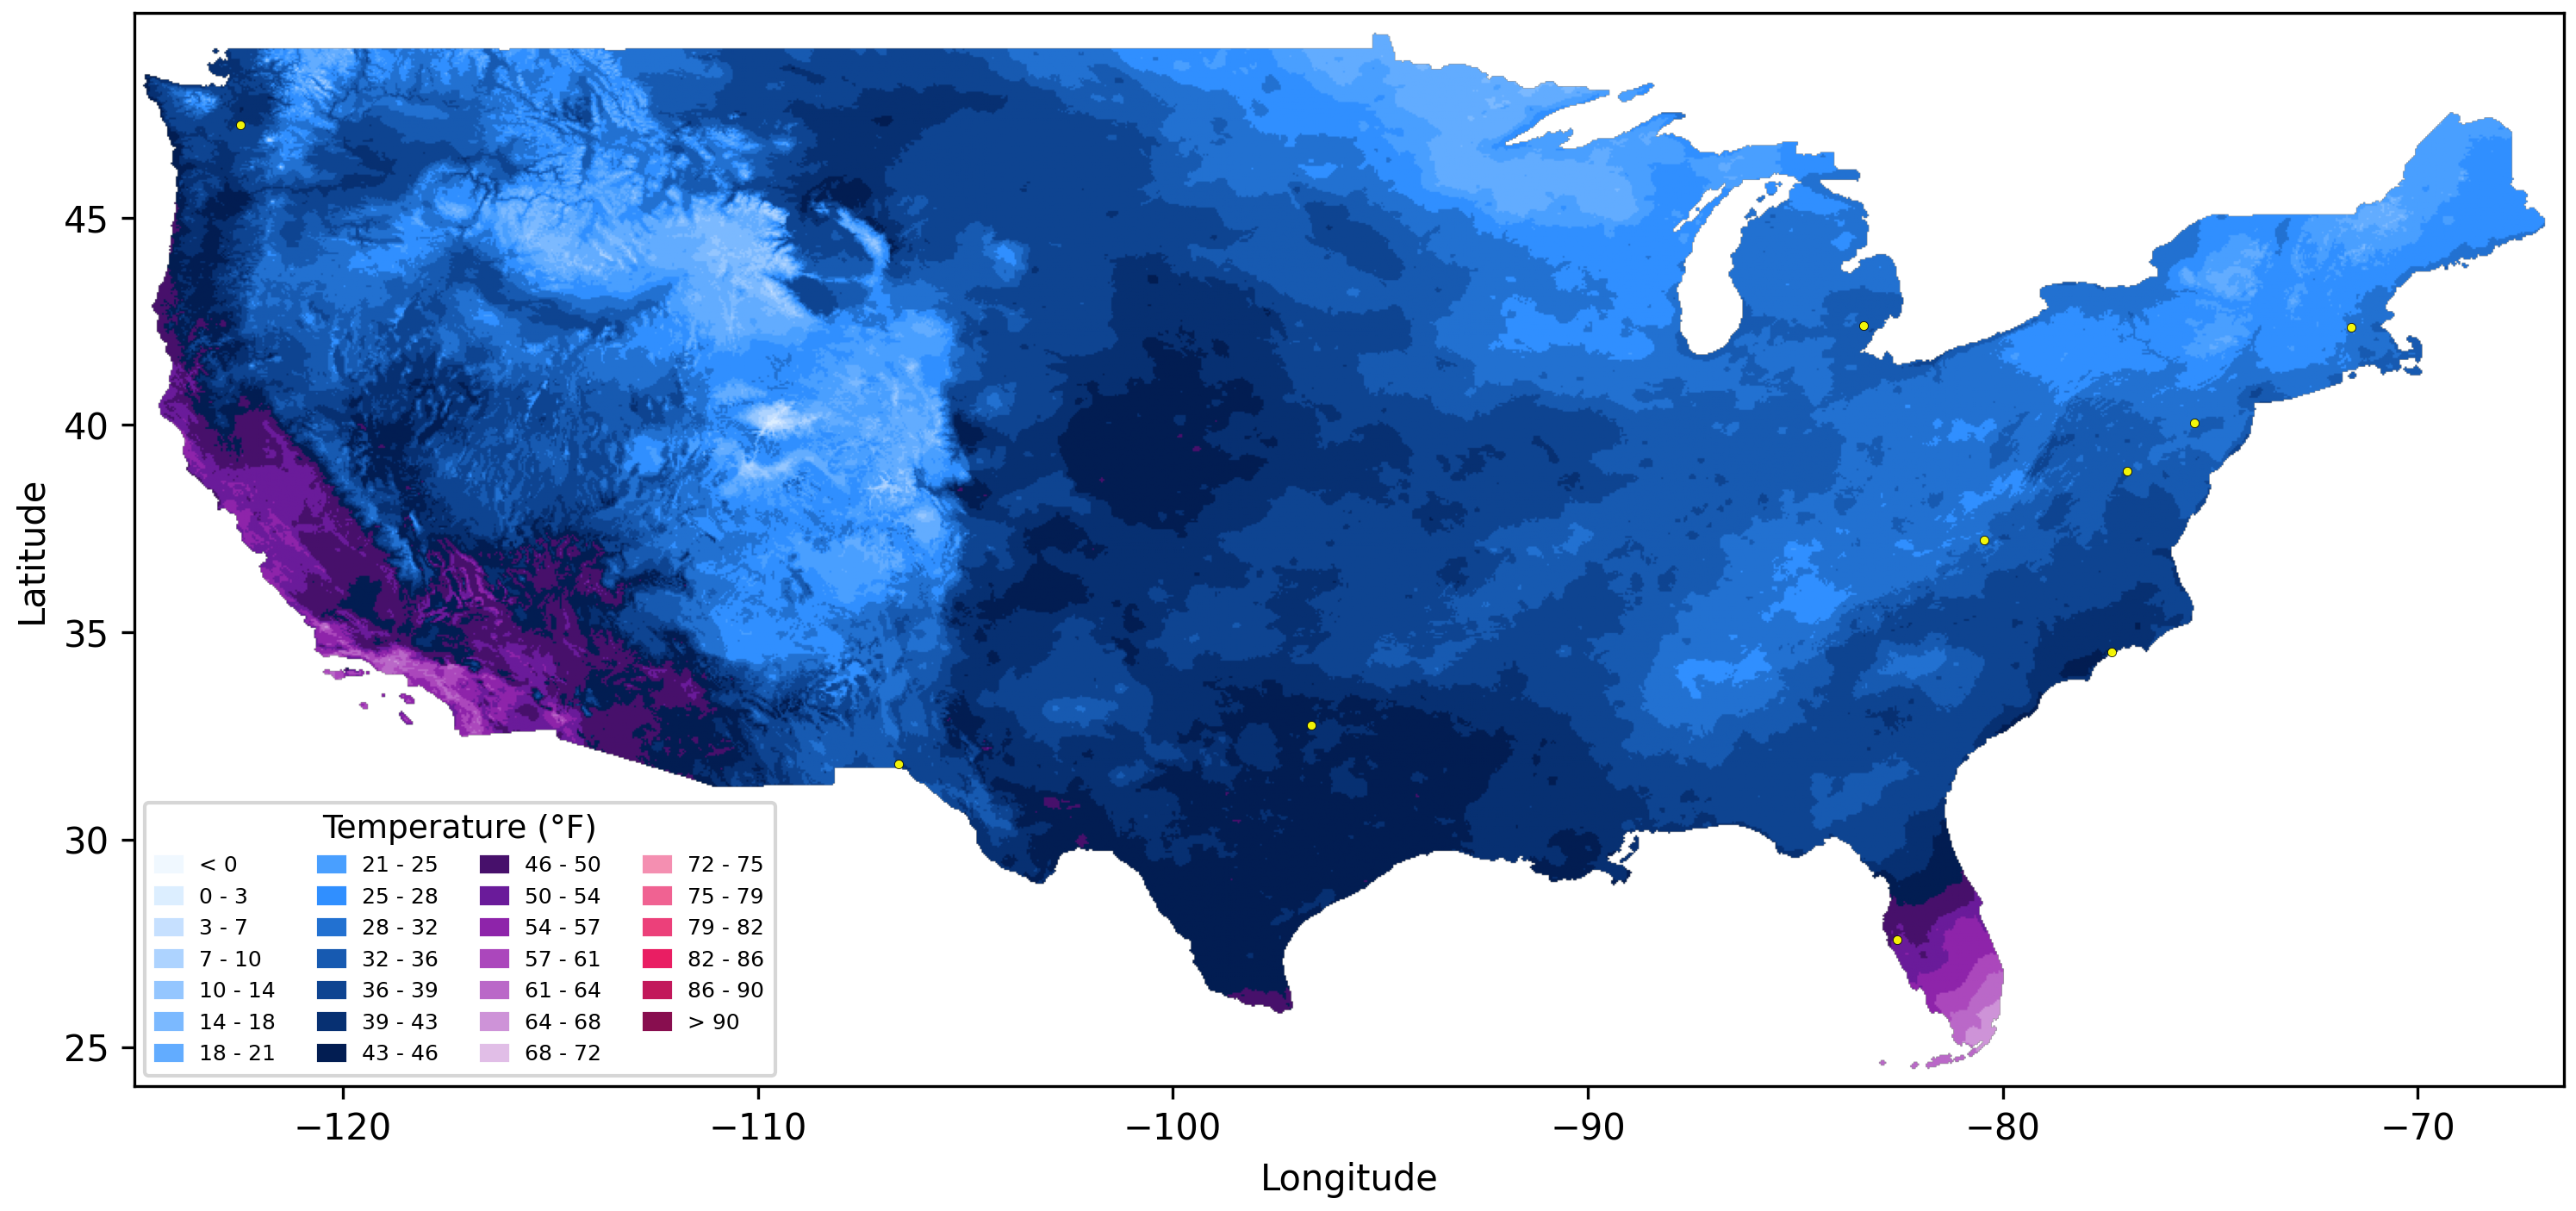 45
40
35
30
25
Latitude
Temperature (°F)
< 0
0 - 3
3 - 7
7 - 10
10 - 14
14 - 18
18 - 21
21 - 25
25 - 28
28 - 32
32 - 36
36 - 39
39 - 43
43 - 46
46 - 50
50 - 54
54 - 57
57 - 61
61 - 64
64 - 68
68 - 72
72 - 75
75 - 79
79 - 82
82 - 86
86 - 90
> 90
−120
−110
−100
−90
−80
−70
Longitude